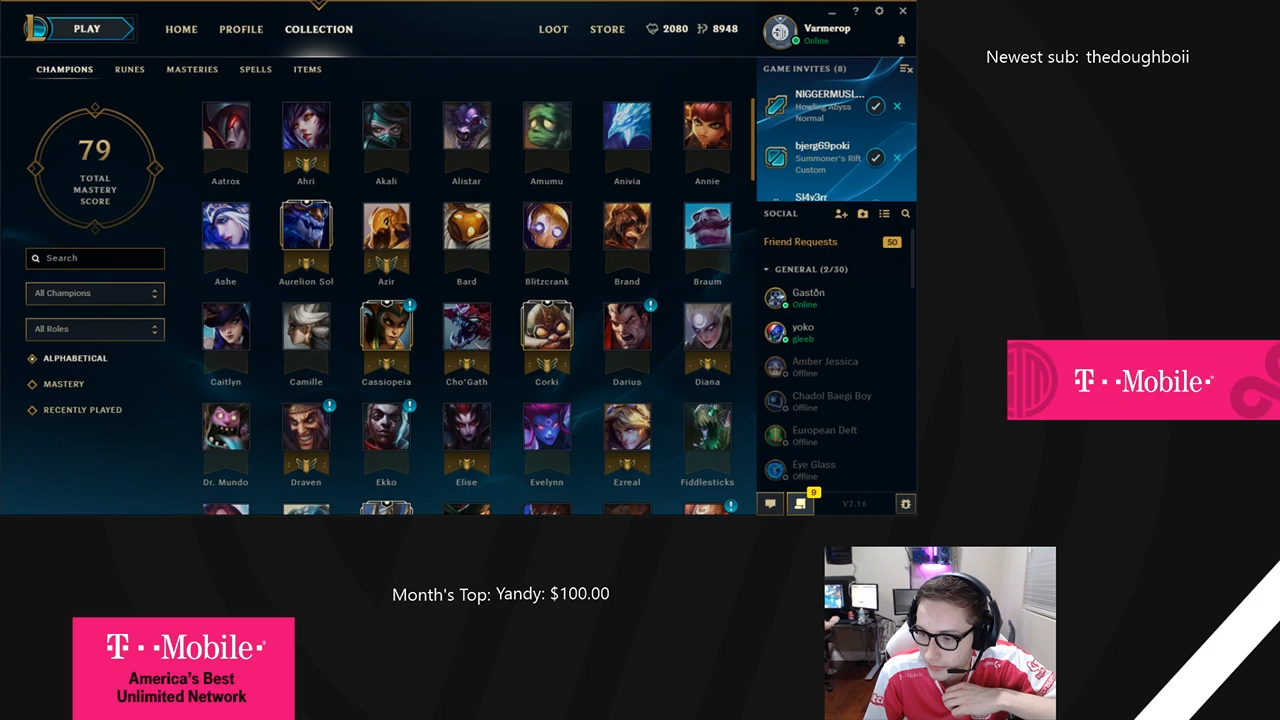 PLAY
HOME
PROFILE
COLLECTION
LOOT
STORE
2080
8948
?
Varmerop
Online
CHAMPIONS
RUNES
MASTERIES
SPELLS
ITEMS
GAME INVITES (8)
NIGGERMUSL...
Howling Abyss
Normal
bjerg69poki
Summoner's Rift
Custom
Sl4y3rr
79
TOTAL
MASTERY
SCORE
Search
All Champions
All Roles
ALPHABETICAL
MASTERY
RECENTLY PLAYED
Aatrox
Ahri
Akali
Alistar
Amumu
Anivia
Annie
Ashe
Aurelion Sol
Azir
Bard
Blitzcrank
Brand
Braum
Caitlyn
Camille
Cassiopeia
Cho'Gath
Corki
Darius
Diana
Dr. Mundo
Draven
Ekko
Elise
Evelynn
Ezreal
Fiddlesticks
SOCIAL
Friend Requests
50
GENERAL (2/30)
Gastðn
Online
yoko
gleeb
Amber Jessica
Offline
Chadol Baegi Boy
Offline
European Deft
Offline
Eye Glass
Offline
9
V7.16
Newest sub: thedoughboii
T··Mobile·
Month's Top: Yandy: $100.00
T··Mobile·
America's Best
Unlimited Network